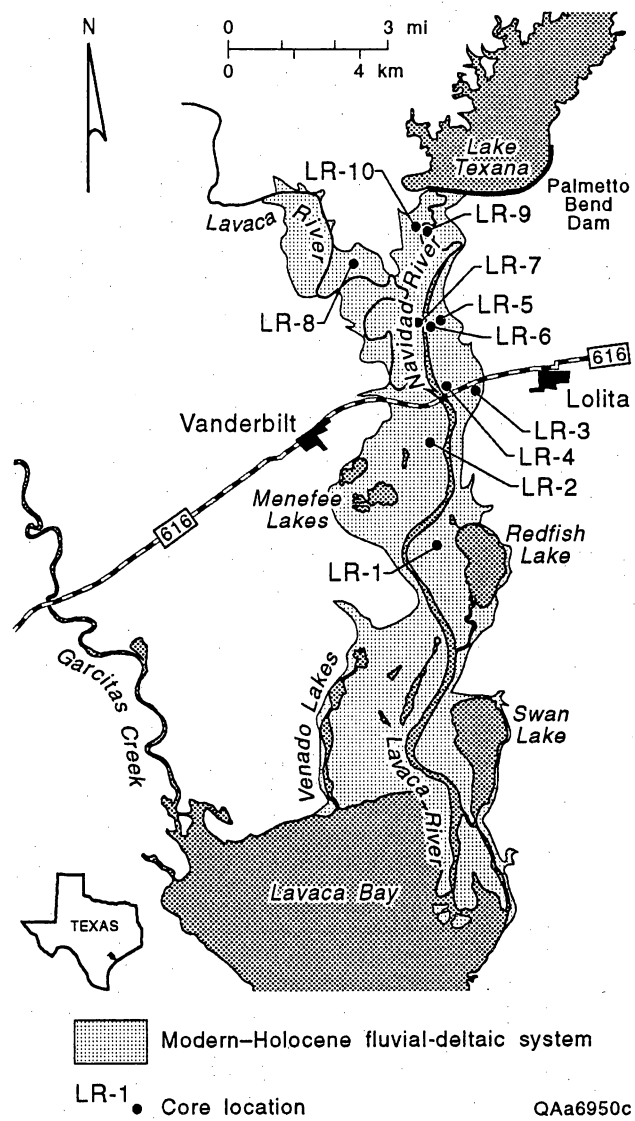 N
0 3 mi
0 4 km
Lake
Texana
LR-10
Palmetto
Bend
Dam
LR-9
Lavaca
River
Navidad River
LR-7
LR-5
LR-8
LR-6
616
Lolita
Vanderbilt
LR-3
LR-4
LR-2
Menefee
Lakes
616
Redfish
Lake
LR-1
Garcitas
Creek
Venado Lakes
Swan
Lake
Lavaca River
Lavaca Bay
TEXAS
Modern–Holocene fluvial-deltaic system
LR-1
Core location
QAa6950c